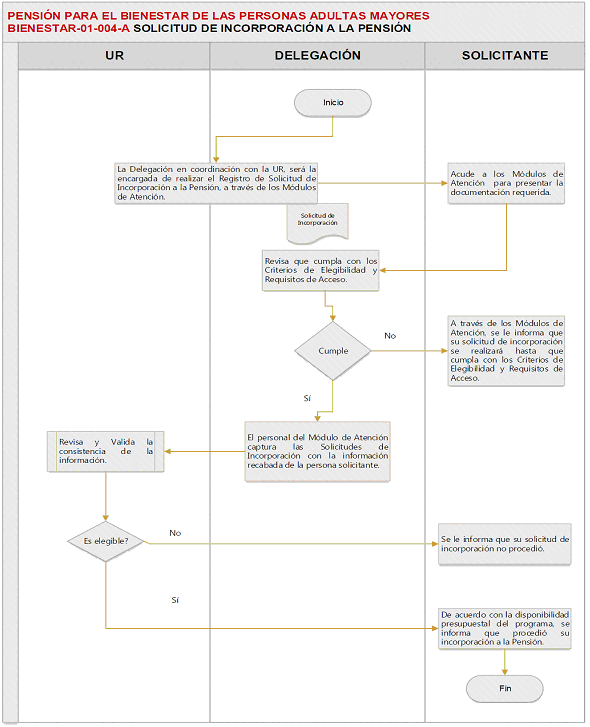 PENSIÓN PARA EL BIENESTAR DE LAS PERSONAS ADULTAS MAYORES
BIENESTAR-01-004-A SOLICITUD DE INCORPORACIÓN A LA PENSIÓN
UR
DELEGACIÓN
SOLICITANTE
Inicio
La Delegación en coordinación con la UR, será la
encargada de realizar el Registro de Solicitud de
Incorporación a la Pensión, a través de los Módulos
de Atención.
Acude a los Módulos de
Atención para presentar la
documentación requerida.
Solicitud de
Incorporación
Revisa que cumpla con los
Criterios de Elegibilidad y
Requisitos de Acceso.
Cumple
No
A través de los Módulos de
Atención, se le informa que
su solicitud de incorporación
se realizará hasta que
cumpla con los Criterios de
Elegibilidad y Requisitos de
Acceso.
Sí
El personal del Módulo de Atención
captura las Solicitudes de
Incorporación con la información
recabada de la persona solicitante.
Revisa y Valida la
consistencia de la
información.
Es elegible?
No
Se le informa que su solicitud de
incorporación no procedió.
Sí
De acuerdo con la disponibilidad
presupuestal del programa, se
informa que procedió su
incorporación a la Pensión.
Fin